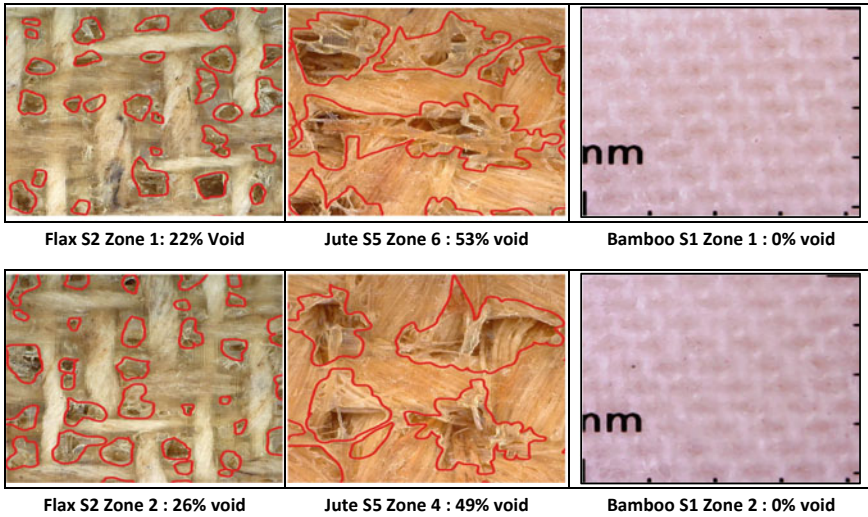 nm
Flax S2 Zone 1: 22% Void
Jute S5 Zone 6 : 53% void
Bamboo S1 Zone 1 : 0% void
nm
Flax S2 Zone 2 : 26% void
Jute S5 Zone 4 : 49% void
Bamboo S1 Zone 2 : 0% void